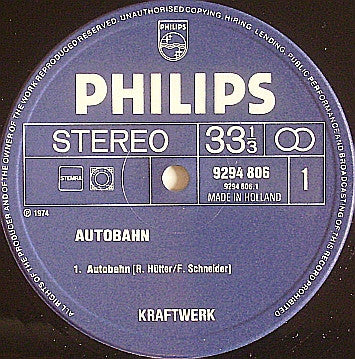 ALL RIGHTS OF THE PRODUCER AND OF THE OWNER OF THE WORK REPRODUCED RESERVED. UNAUTHORISED COPYING, HIRING, LENDING, PUBLIC PERFORMANCE AND BROADCASTING OF THIS RECORD PROHIBITED
PHILIPS
PHILIPS
STEREO 33 1/3
STEMRA 9294 806 1
9294 806.1
MADE IN HOLLAND
℗ 1974
AUTOBAHN
1. Autobahn [R. Hütter/F. Schneider]
KRAFTWERK